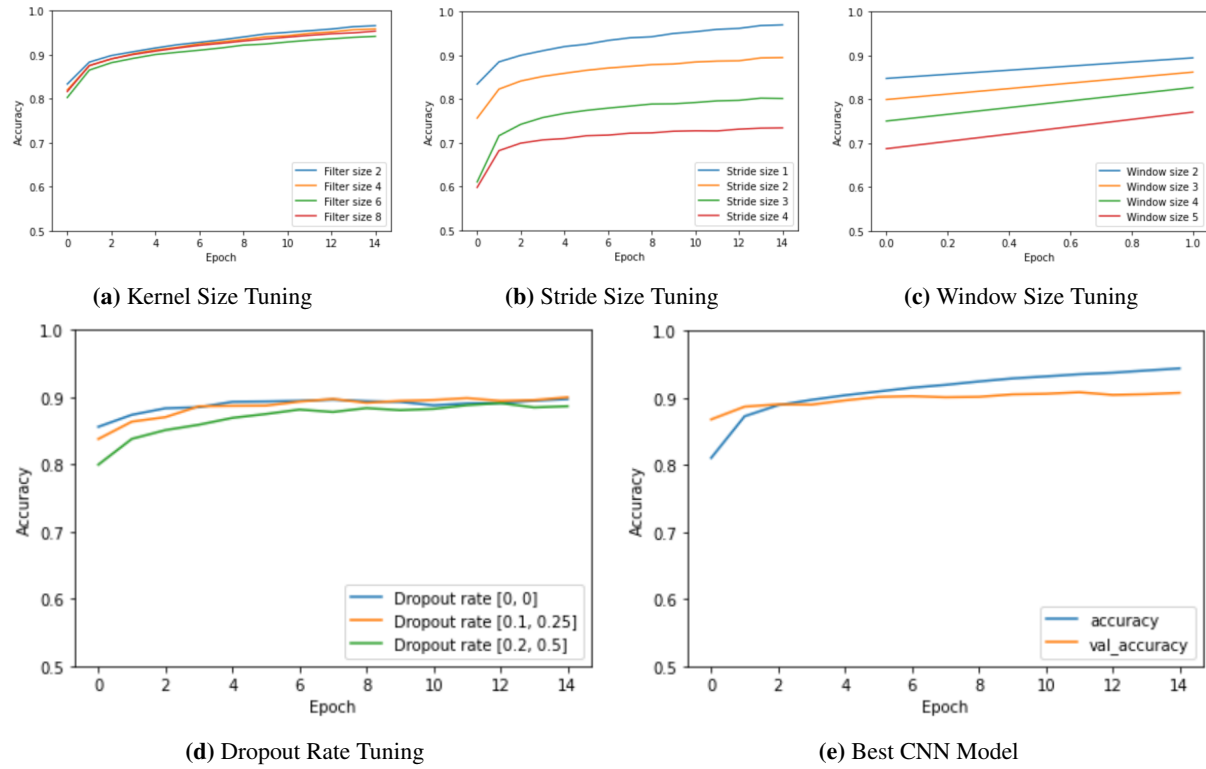 1.0
0.9
0.8
0.7
0.6
0.5
Accuracy
0 2 4 6 8 10 12 14
Epoch
Filter size 2
Filter size 4
Filter size 6
Filter size 8
(a) Kernel Size Tuning
1.0
0.9
0.8
0.7
0.6
0.5
Accuracy
0 2 4 6 8 10 12 14
Epoch
Stride size 1
Stride size 2
Stride size 3
Stride size 4
(b) Stride Size Tuning
1.0
0.9
0.8
0.7
0.6
0.5
Accuracy
0.0 0.2 0.4 0.6 0.8 1.0
Epoch
Window size 2
Window size 3
Window size 4
Window size 5
(c) Window Size Tuning
1.0
0.9
0.8
0.7
0.6
0.5
Accuracy
0 2 4 6 8 10 12 14
Epoch
Dropout rate [0, 0]
Dropout rate [0.1, 0.25]
Dropout rate [0.2, 0.5]
(d) Dropout Rate Tuning
1.0
0.9
0.8
0.7
0.6
0.5
Accuracy
0 2 4 6 8 10 12 14
Epoch
accuracy
val_accuracy
(e) Best CNN Model